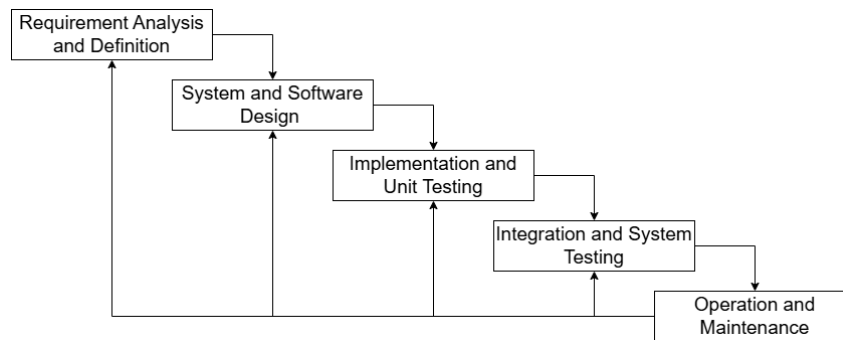 Requirement Analysis
and Definition
System and Software
Design
Implementation and
Unit Testing
Integration and System
Testing
Operation and
Maintenance